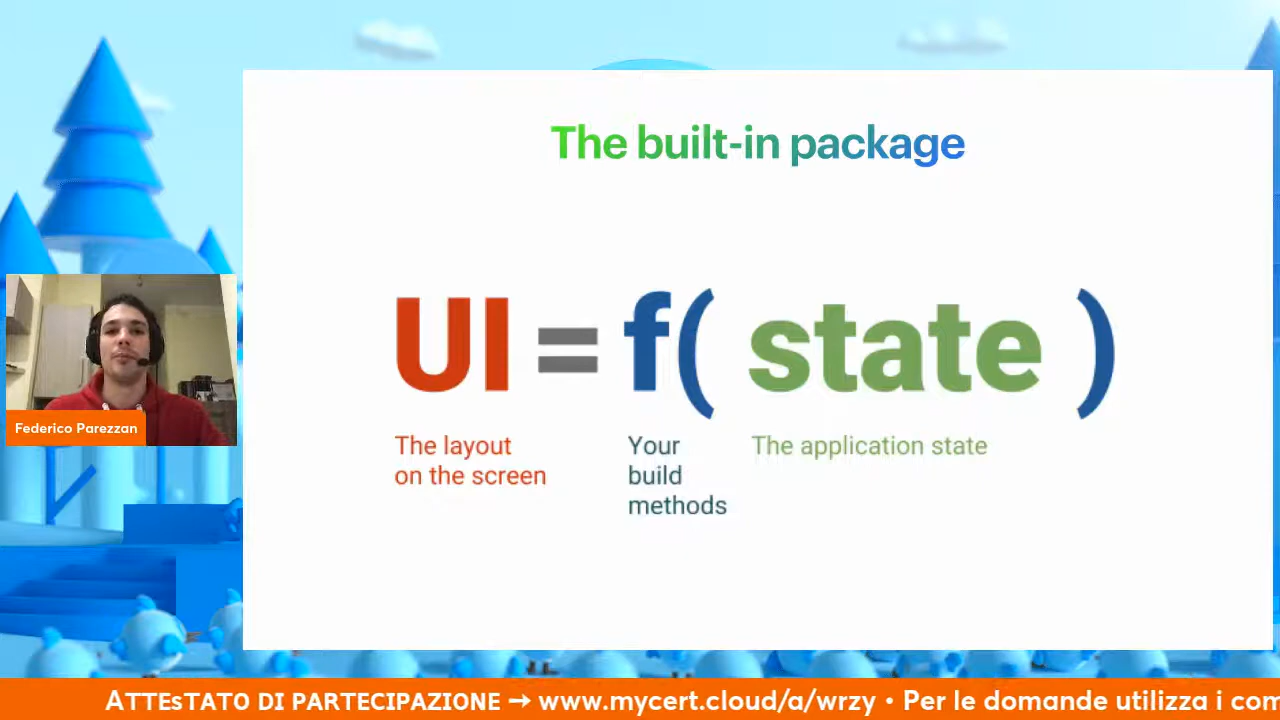 The built-in package
UI = f( state )
The layout
on the screen
Your
build
methods
The application state
Federico Parezzan
ATTESTATO DI PARTECIPAZIONE → www.mycert.cloud/a/wrzy • Per le domande utilizza i